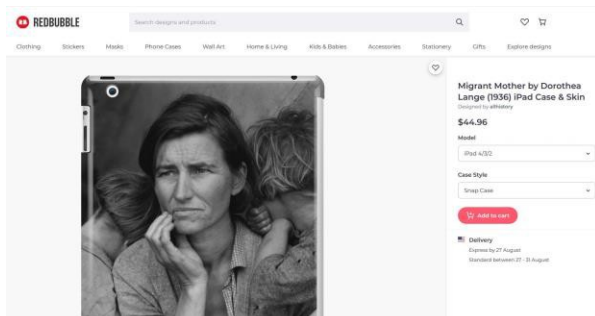 REDBUBBLE
Search designs and products
Clothing Stickers Masks Phone Cases Wall Art Home & Living Kids & Babies Accessories Stationery Gifts Explore designs
Migrant Mother by Dorothea
Lange (1936) iPad Case & Skin
Designed by allhistory
$44.96
Model
iPad 4/3/2
Case Style
Snap Case
Add to cart
Delivery
Express by 27 August
Standard between 27 - 31 August